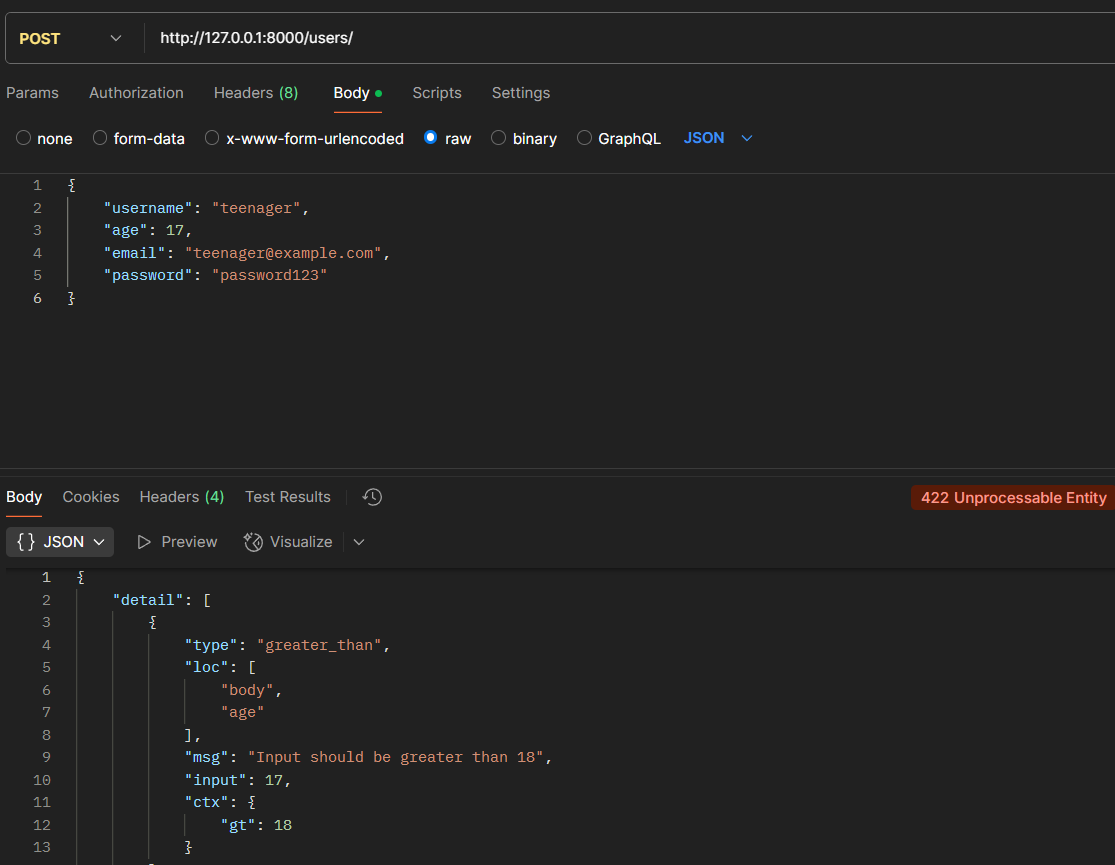 POST http://127.0.0.1:8000/users/
Params Authorization Headers (8) Body Scripts Settings
none form-data x-www-form-urlencoded raw binary GraphQL JSON
1 {
2 "username": "teenager",
3 "age": 17,
4 "email": "teenager@example.com",
5 "password": "password123"
6 }
Body Cookies Headers (4) Test Results 422 Unprocessable Entity
{} JSON Preview Visualize
1 {
2 "detail": [
3 {
4 "type": "greater_than",
5 "loc": [
6 "body",
7 "age"
8 ],
9 "msg": "Input should be greater than 18",
10 "input": 17,
11 "ctx": {
12 "gt": 18
13 }